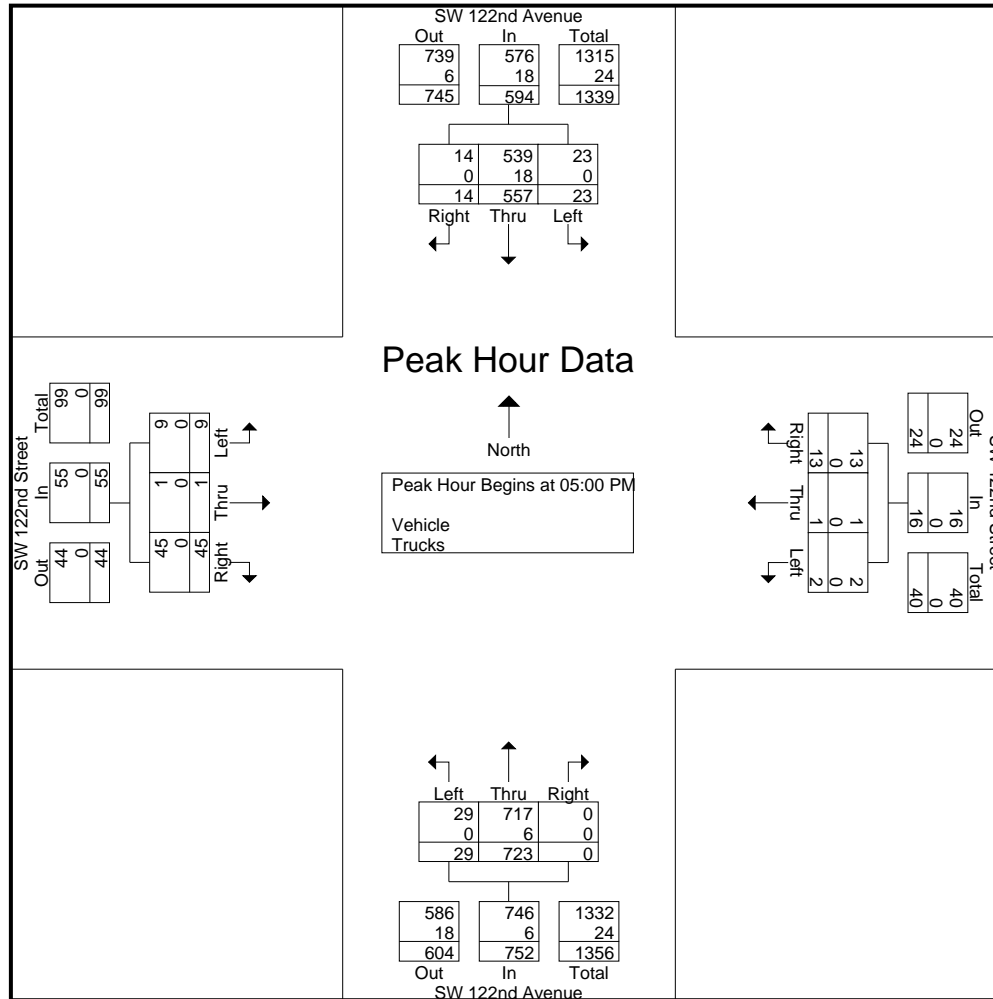 SW 122nd Avenue
Out In Total
739 576 1315
6 18 24
745 594 1339
14 539 23
0 18 0
14 557 23
Right Thru Left
Peak Hour Data
North
Peak Hour Begins at 05:00 PM
Vehicle
Trucks
SW 122nd Street
Out In Total
44 55 99
0 0 0
44 55 99
Right Thru Left
45 1 9
0 0 0
45 1 9
SW 122nd Street
Out In Total
24 16 40
0 0 0
24 16 40
Right Thru Left
13 1 2
0 0 0
13 1 2
Left Thru Right
29 717 0
0 6 0
29 723 0
586 746 1332
18 6 24
604 752 1356
Out In Total
SW 122nd Avenue